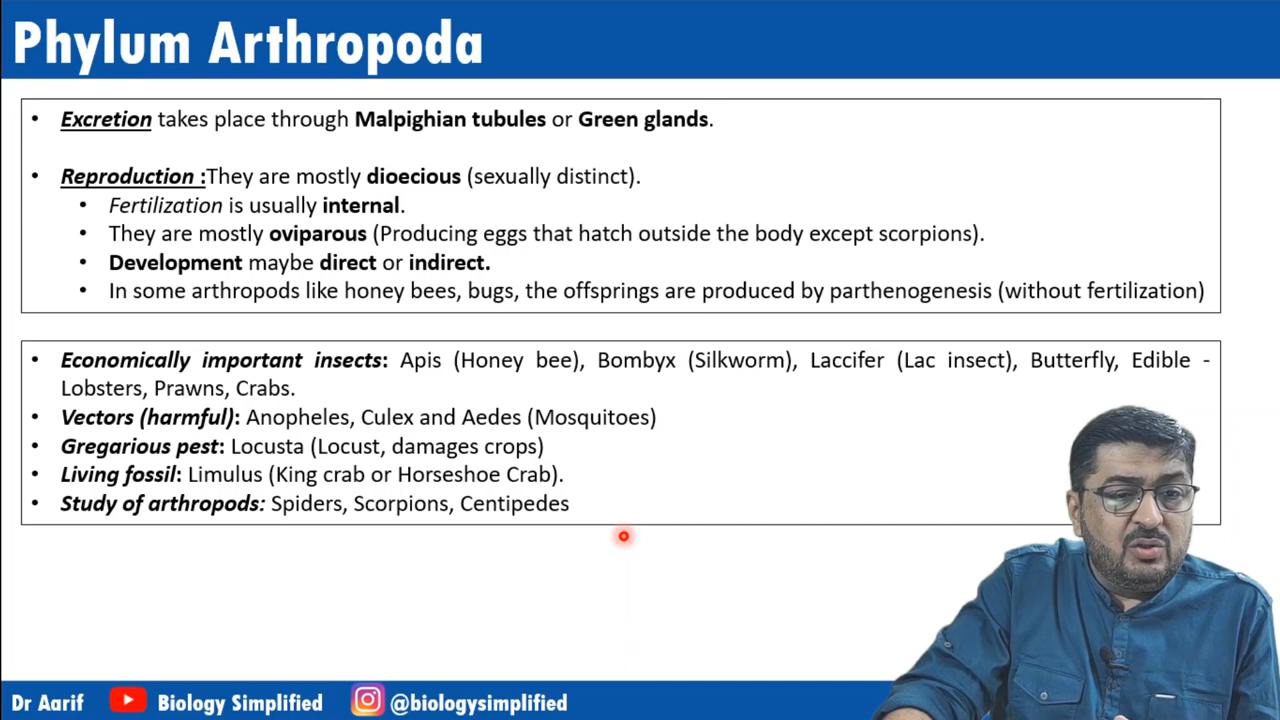 Phylum Arthropoda
• Excretion takes place through Malpighian tubules or Green glands.
• Reproduction :They are mostly dioecious (sexually distinct).
• Fertilization is usually internal.
• They are mostly oviparous (Producing eggs that hatch outside the body except scorpions).
• Development maybe direct or indirect.
• In some arthropods like honey bees, bugs, the offsprings are produced by parthenogenesis (without fertilization)
• Economically important insects: Apis (Honey bee), Bombyx (Silkworm), Laccifer (Lac insect), Butterfly, Edible -
Lobsters, Prawns, Crabs.
• Vectors (harmful): Anopheles, Culex and Aedes (Mosquitoes)
• Gregarious pest: Locusta (Locust, damages crops)
• Living fossil: Limulus (King crab or Horseshoe Crab).
• Study of arthropods: Spiders, Scorpions, Centipedes
Dr Aarif Biology Simplified @biologysimplified